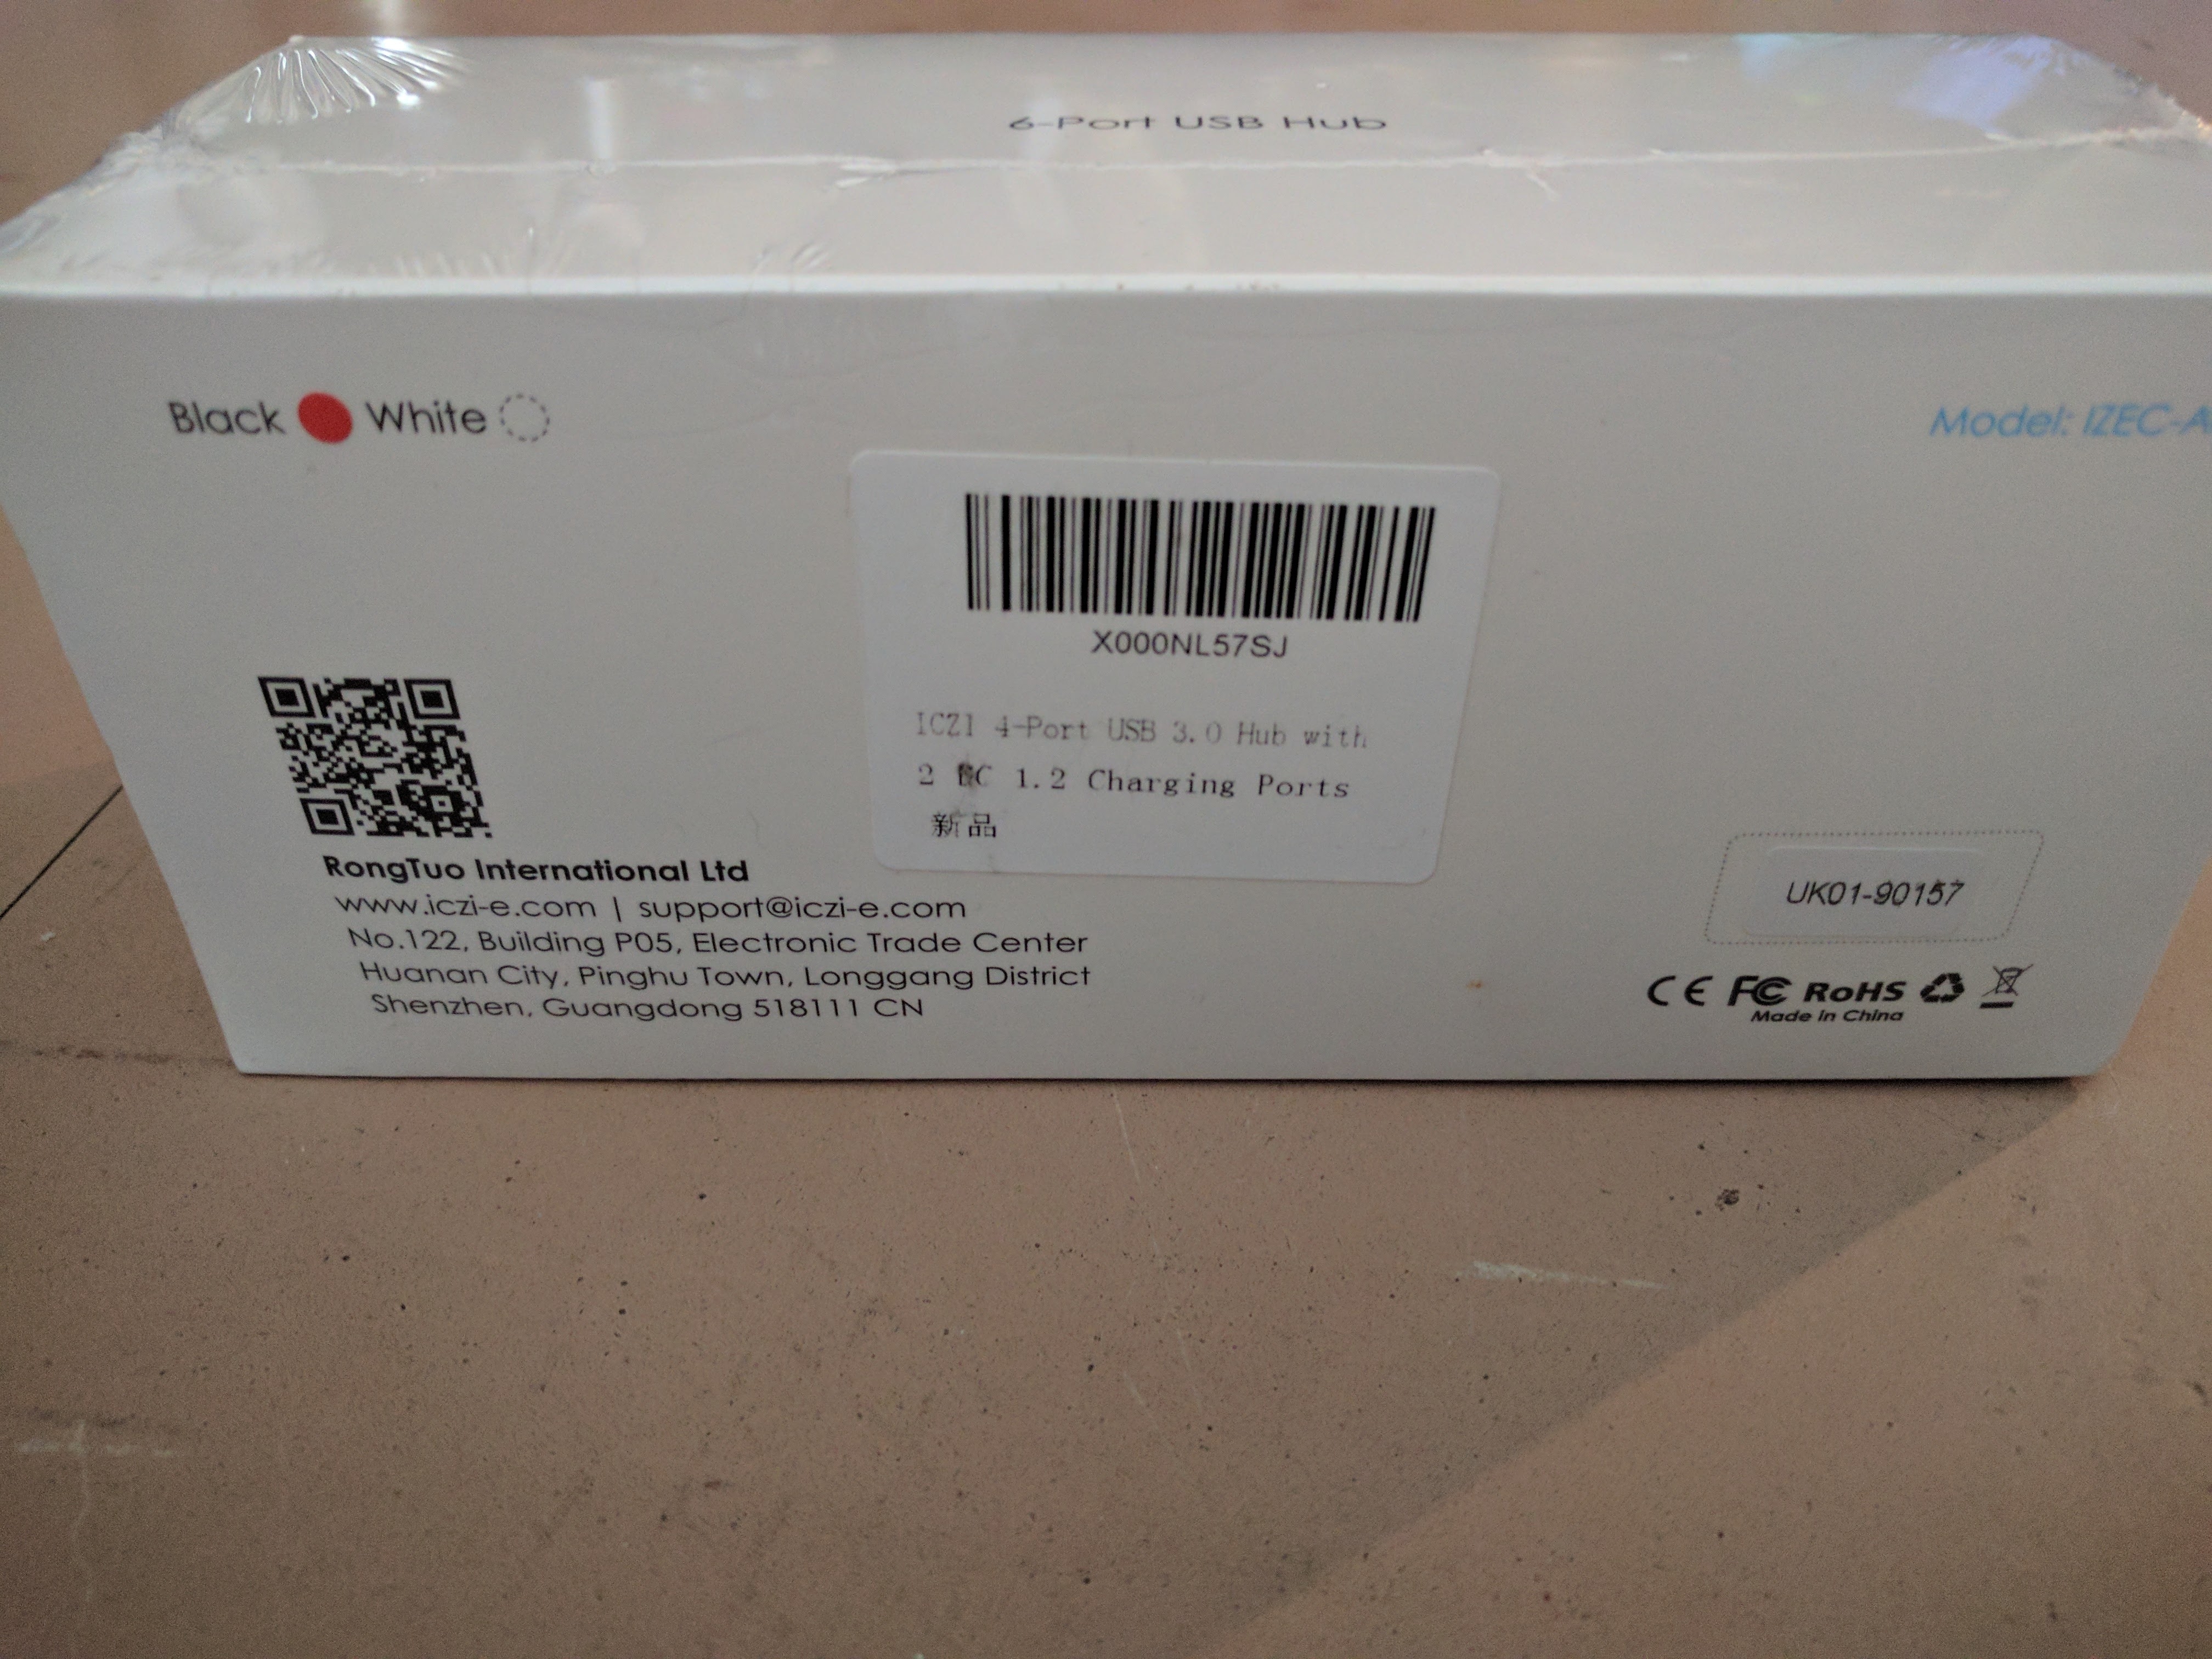 6-Port USB Hub
Black White
Model: IZEC-A
X000NL57SJ
ICZI 4-Port USB 3.0 Hub with
2 BC 1.2 Charging Ports
新品
RongTuo International Ltd
www.iczi-e.com | support@iczi-e.com
No.122, Building P05, Electronic Trade Center
Huanan City, Pinghu Town, Longgang District
Shenzhen, Guangdong 518111 CN
UK01-90157
CE FC RoHS
Made in China